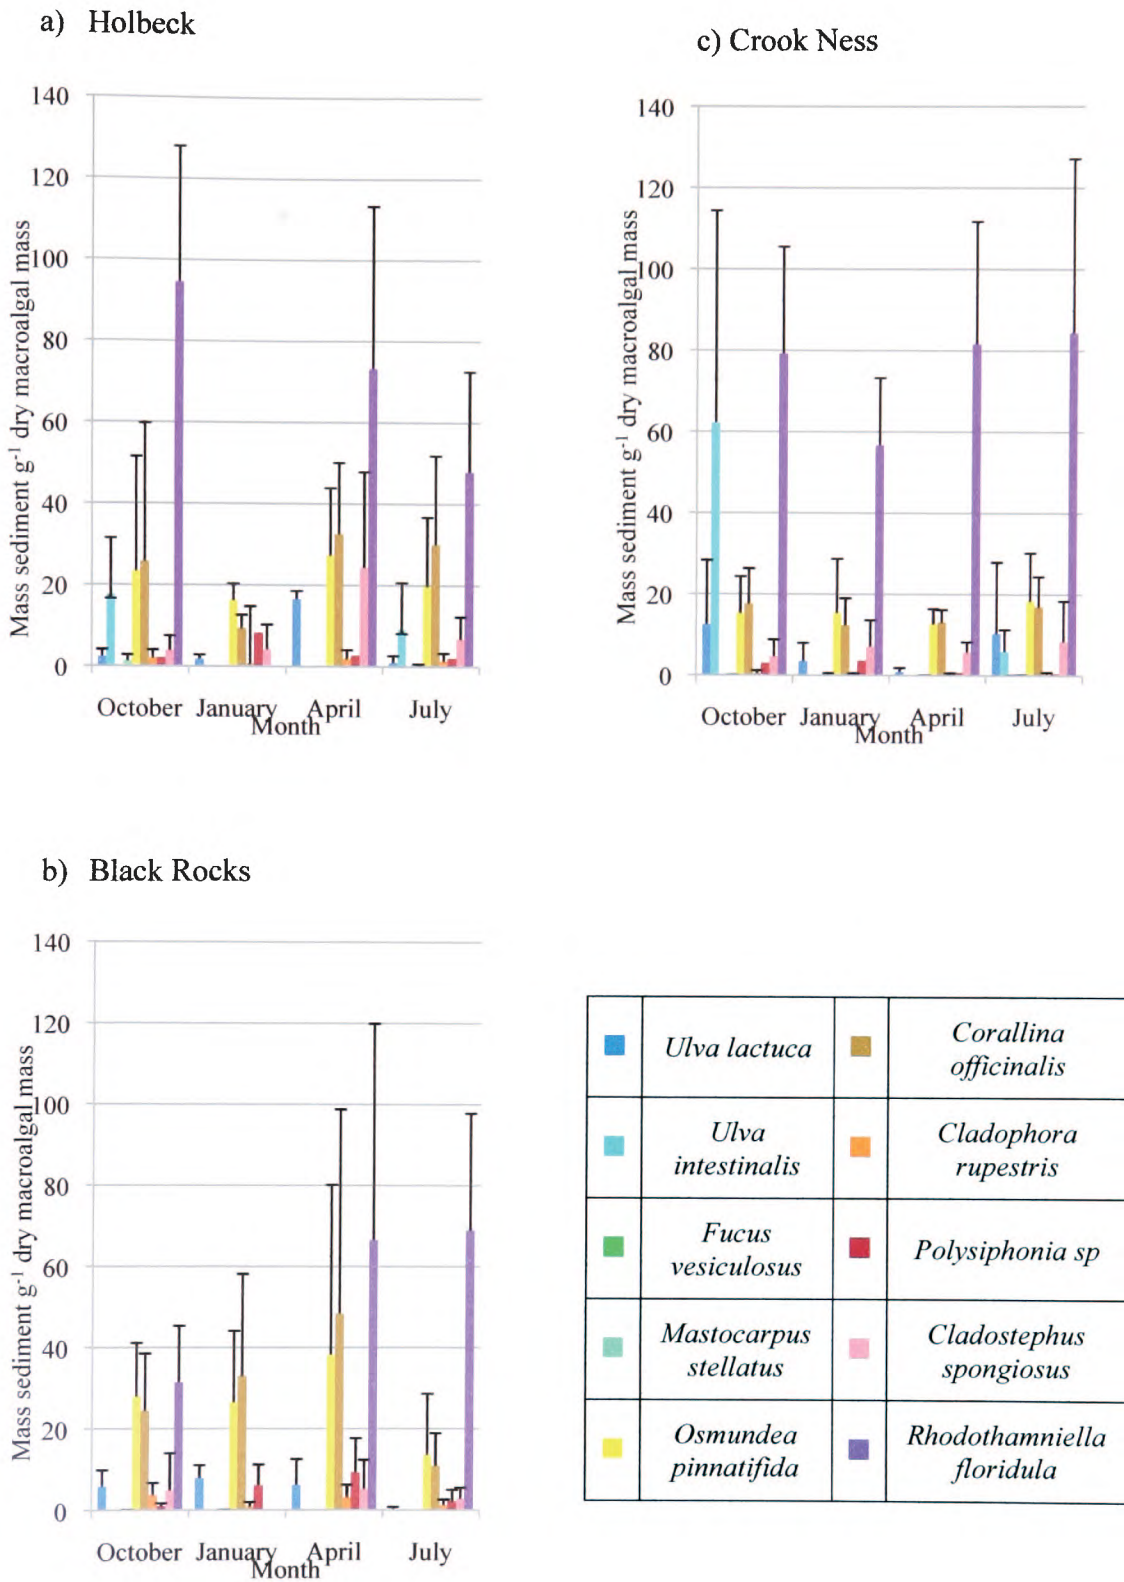 a) Holbeck
140
120
100
80
60
40
20
0
Mass sediment g⁻¹ dry macroalgal mass
October January April July
Month
c) Crook Ness
140
120
100
80
60
40
20
0
Mass sediment g⁻¹ dry macroalgal mass
October January April July
Month
b) Black Rocks
140
120
100
80
60
40
20
0
Mass sediment g⁻¹ dry macroalgal mass
October January April July
Month
Ulva lactuca
Corallina
officinalis
Ulva
intestinalis
Cladophora
rupestris
Fucus
vesiculosus
Polysiphonia sp
Mastocarpus
stellatus
Cladostephus
spongiosus
Osmundea
pinnatifida
Rhodothamniella
floridula